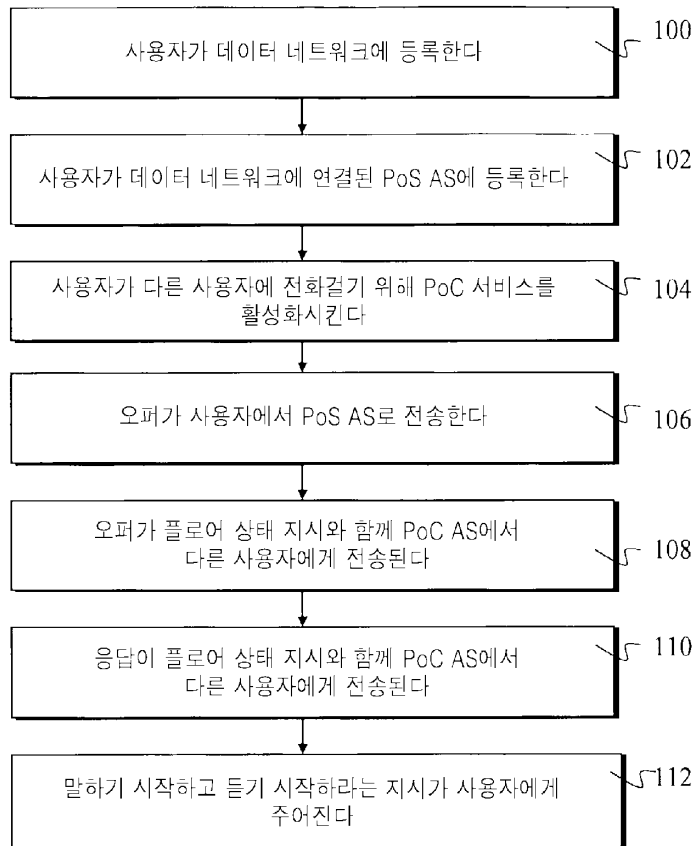 사용자가 데이터 네트워크에 등록한다
100
사용자가 데이터 네트워크에 연결된 PoS AS에 등록한다
102
사용자가 다른 사용자에 전화걸기 위해 PoC 서비스를
활성화시킨다
104
오퍼가 사용자에서 PoS AS로 전송한다
106
오퍼가 플로어 상태 지시와 함께 PoC AS에서
다른 사용자에게 전송된다
108
응답이 플로어 상태 지시와 함께 PoC AS에서
다른 사용자에게 전송된다
110
말하기 시작하고 듣기 시작하라는 지시가 사용자에게
주어진다
112